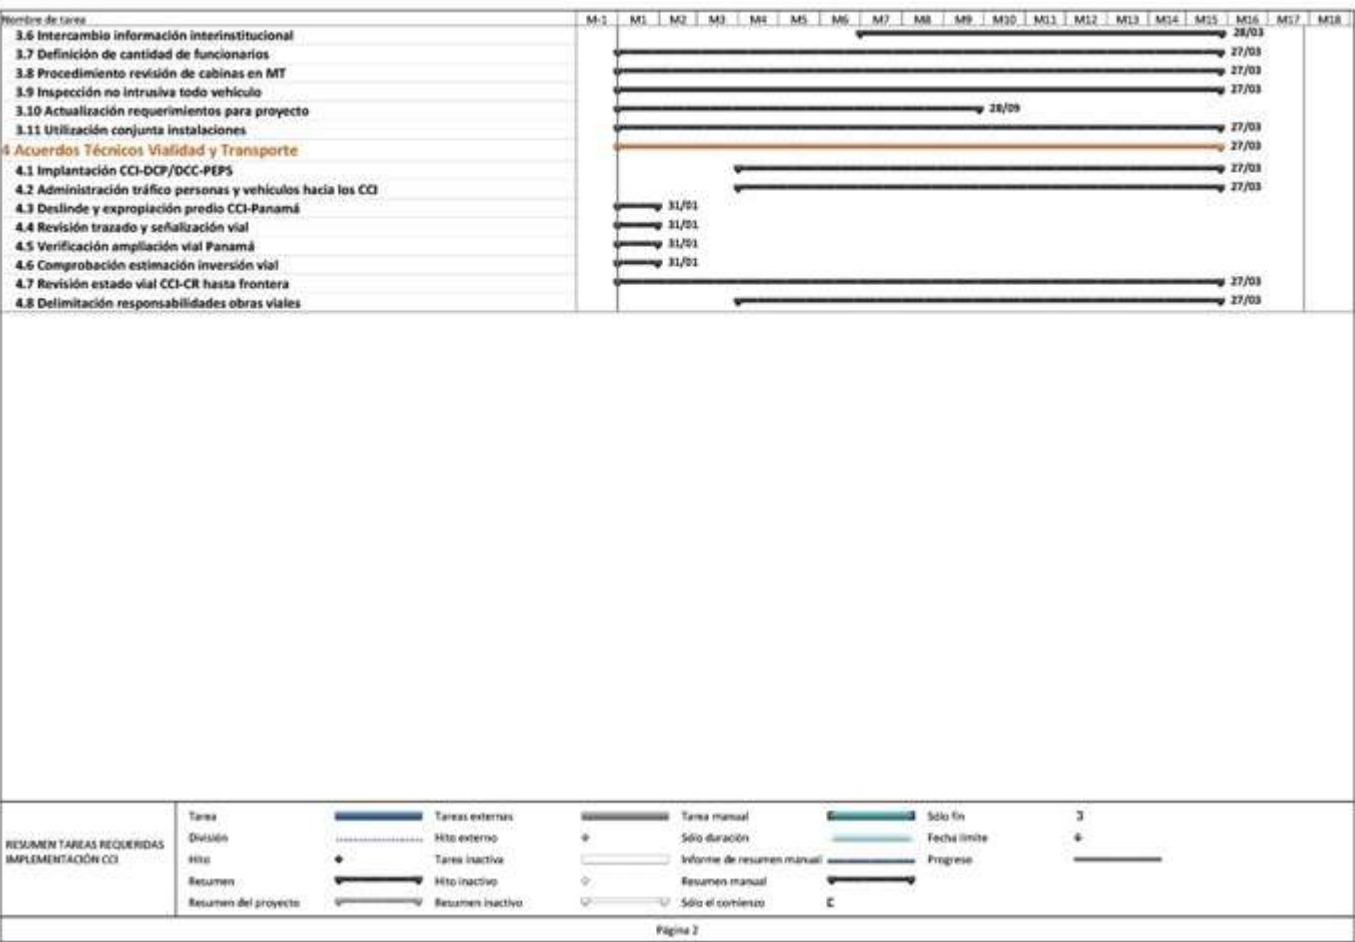 Nombre de tarea M-1 M1 M2 M3 M4 M5 M6 M7 M8 M9 M10 M11 M12 M13 M14 M15 M16 M17 M18
3.6 Intercambio información interinstitucional 28/03
3.7 Definición de cantidad de funcionarios 27/03
3.8 Procedimiento revisión de cabinas en MT 27/03
3.9 Inspección no intrusiva todo vehículo 27/03
3.10 Actualización requerimientos para proyecto 28/09
3.11 Utilización conjunta instalaciones 27/03
4 Acuerdos Técnicos Vialidad y Transporte 27/03
4.1 Implantación CCI-DCP/DCC-PEPS 27/03
4.2 Administración tráfico personas y vehículos hacia los CCI 27/03
4.3 Deslinde y expropiación predio CCI-Panamá 31/01
4.4 Revisión trazado y señalización vial 31/01
4.5 Verificación ampliación vial Panamá 31/01
4.6 Comprobación estimación inversión vial 31/01
4.7 Revisión estado vial CCI-CR hasta frontera 27/03
4.8 Delimitación responsabilidades obras viales 27/03
RESUMEN TAREAS REQUERIDAS
IMPLEMENTACIÓN CCI
Tarea Tareas externas Tarea manual Sólo fin
División Hito externo Sólo duración Fecha límite
Hito Tarea inactiva Informe de resumen manual Progreso
Resumen Hito inactivo Resumen manual
Resumen del proyecto Resumen inactivo Sólo el comienzo
Página 2